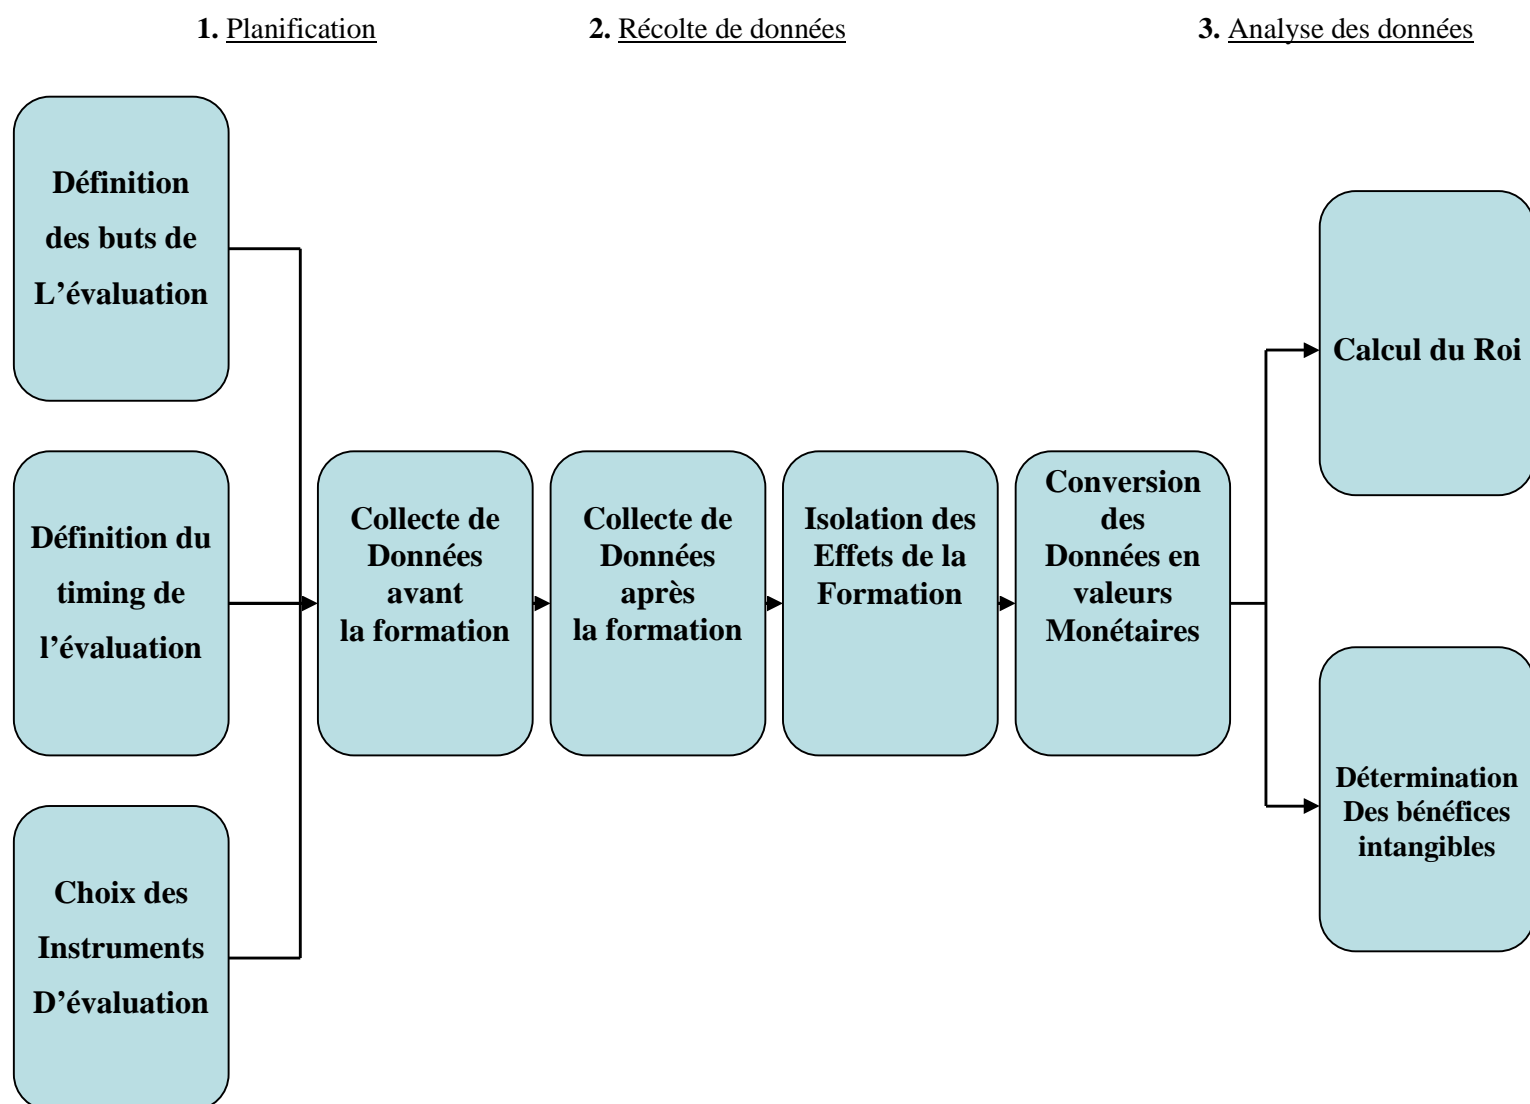 1. Planification
2. Récolte de données
3. Analyse des données
Définition
des buts de
L’évaluation
Définition du
timing de
l’évaluation
Choix des
Instruments
D’évaluation
Collecte de
Données
avant
la formation
Collecte de
Données
après
la formation
Isolation des
Effets de la
Formation
Conversion
des
Données en
valeurs
Monétaires
Calcul du Roi
Détermination
Des bénéfices
intangibles